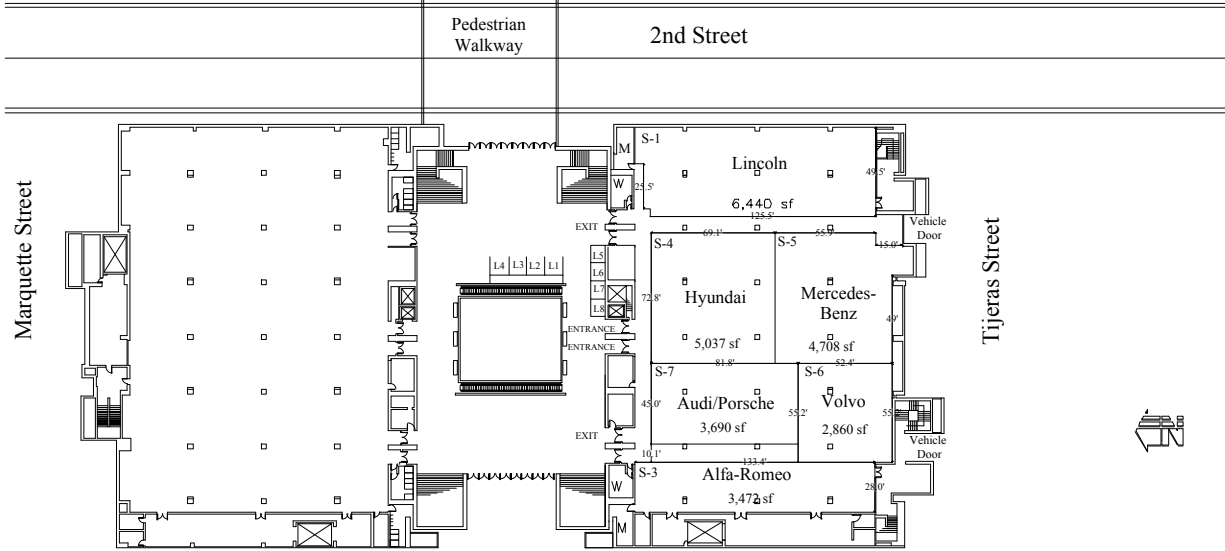 Pedestrian
Walkway
2nd Street
Marquette Street
Tijeras Street
M
S-1
Lincoln
49.5'
W
25.5'
6,440 sf
125.5'
EXIT
69.1'
55.9'
Vehicle
Door
15.0'
S-4
S-5
L4
L3
L2
L1
L5
L6
L7
L8
72.8'
Hyundai
Mercedes-
Benz
49'
ENTRANCE
ENTRANCE
5,037 sf
4,708 sf
81.8'
52.4'
S-7
S-6
Audi/Porsche
Volvo
45.0'
55.2'
55.2'
3,690 sf
2,860 sf
EXIT
Vehicle
Door
10.1'
133.4'
S-3
Alfa-Romeo
W
3,472 sf
28.0'
M
N